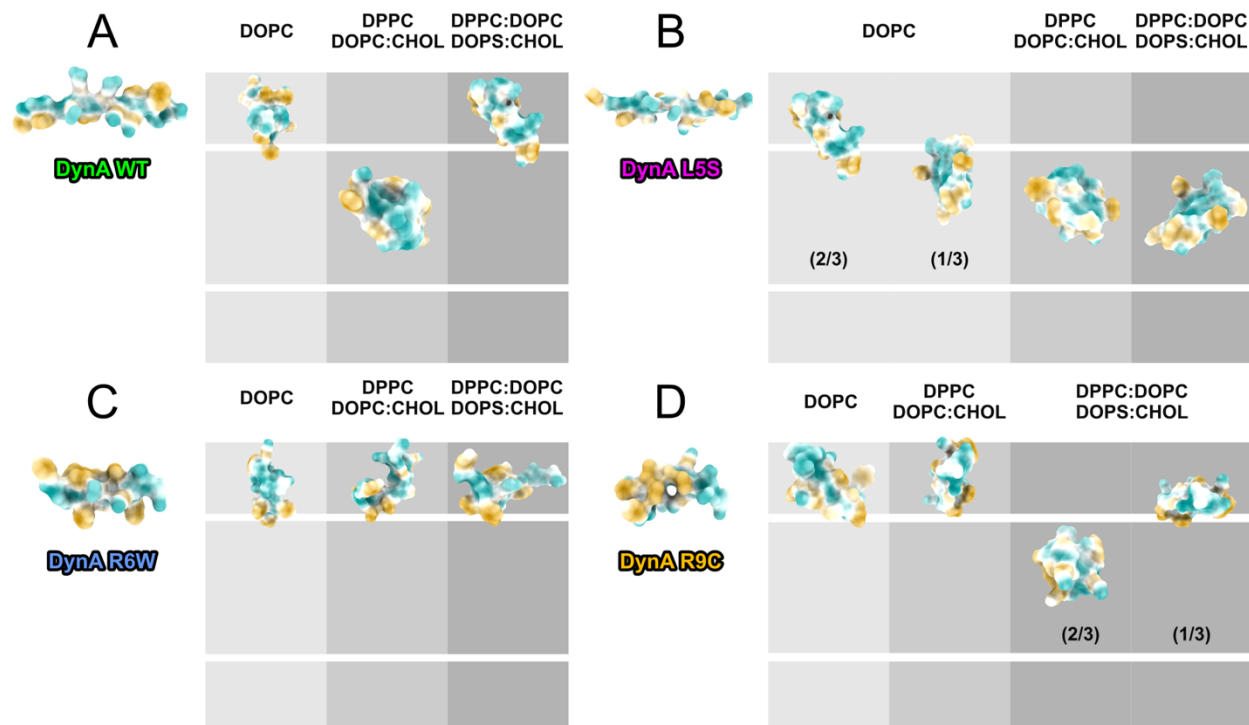 A
DOPC
DPPC
DOPC:CHOL
DPPC:DOPC
DOPS:CHOL
DynA WT
B
DOPC
DPPC
DOPC:CHOL
DPPC:DOPC
DOPS:CHOL
DynA L5S
(2/3)
(1/3)
C
DOPC
DPPC
DOPC:CHOL
DPPC:DOPC
DOPS:CHOL
DynA R6W
D
DOPC
DPPC
DOPC:CHOL
DPPC:DOPC
DOPS:CHOL
DynA R9C
(2/3)
(1/3)